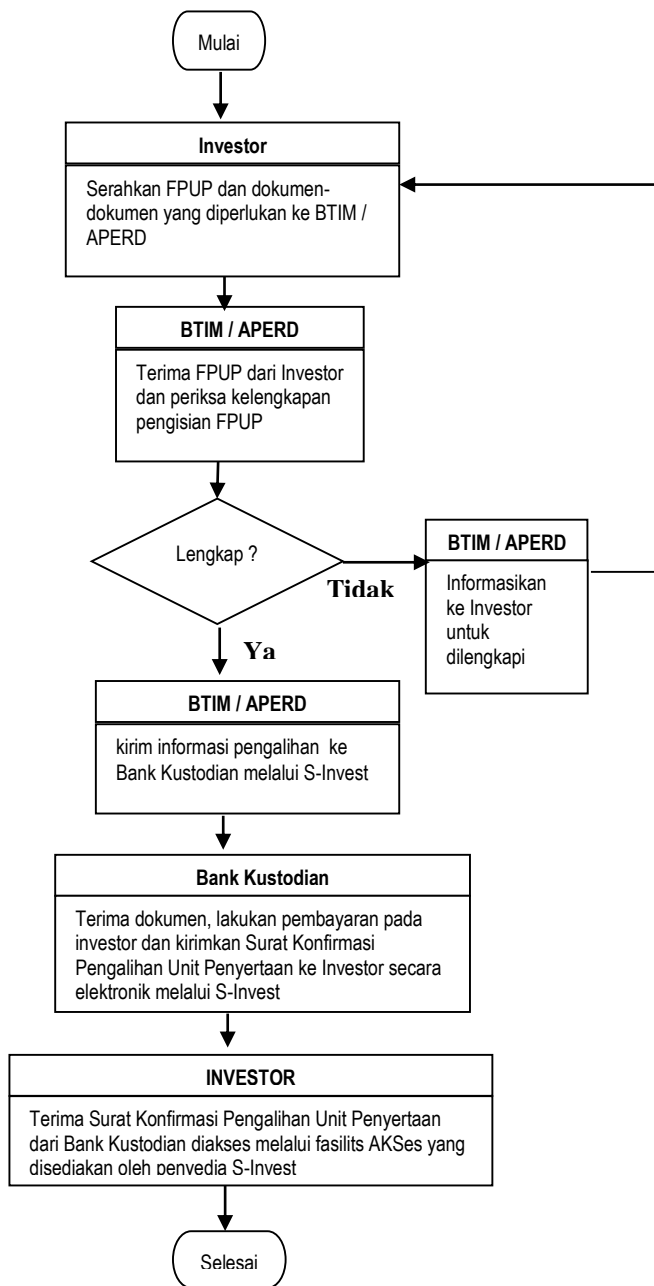 Mulai
Investor
Serahkan FPUP dan dokumen-
dokumen yang diperlukan ke BTIM /
APERD
BTIM / APERD
Terima FPUP dari Investor
dan periksa kelengkapan
pengisian FPUP
Lengkap ?
Tidak
BTIM / APERD
Informasikan
ke Investor
untuk
dilengkapi
Ya
BTIM / APERD
kirim informasi pengalihan ke
Bank Kustodian melalui S-Invest
Bank Kustodian
Terima dokumen, lakukan pembayaran pada
investor dan kirimkan Surat Konfirmasi
Pengalihan Unit Penyertaan ke Investor secara
elektronik melalui S-Invest
INVESTOR
Terima Surat Konfirmasi Pengalihan Unit Penyertaan
dari Bank Kustodian diakses melalui fasilits AKSes yang
disediakan oleh penyedia S-Invest
Selesai